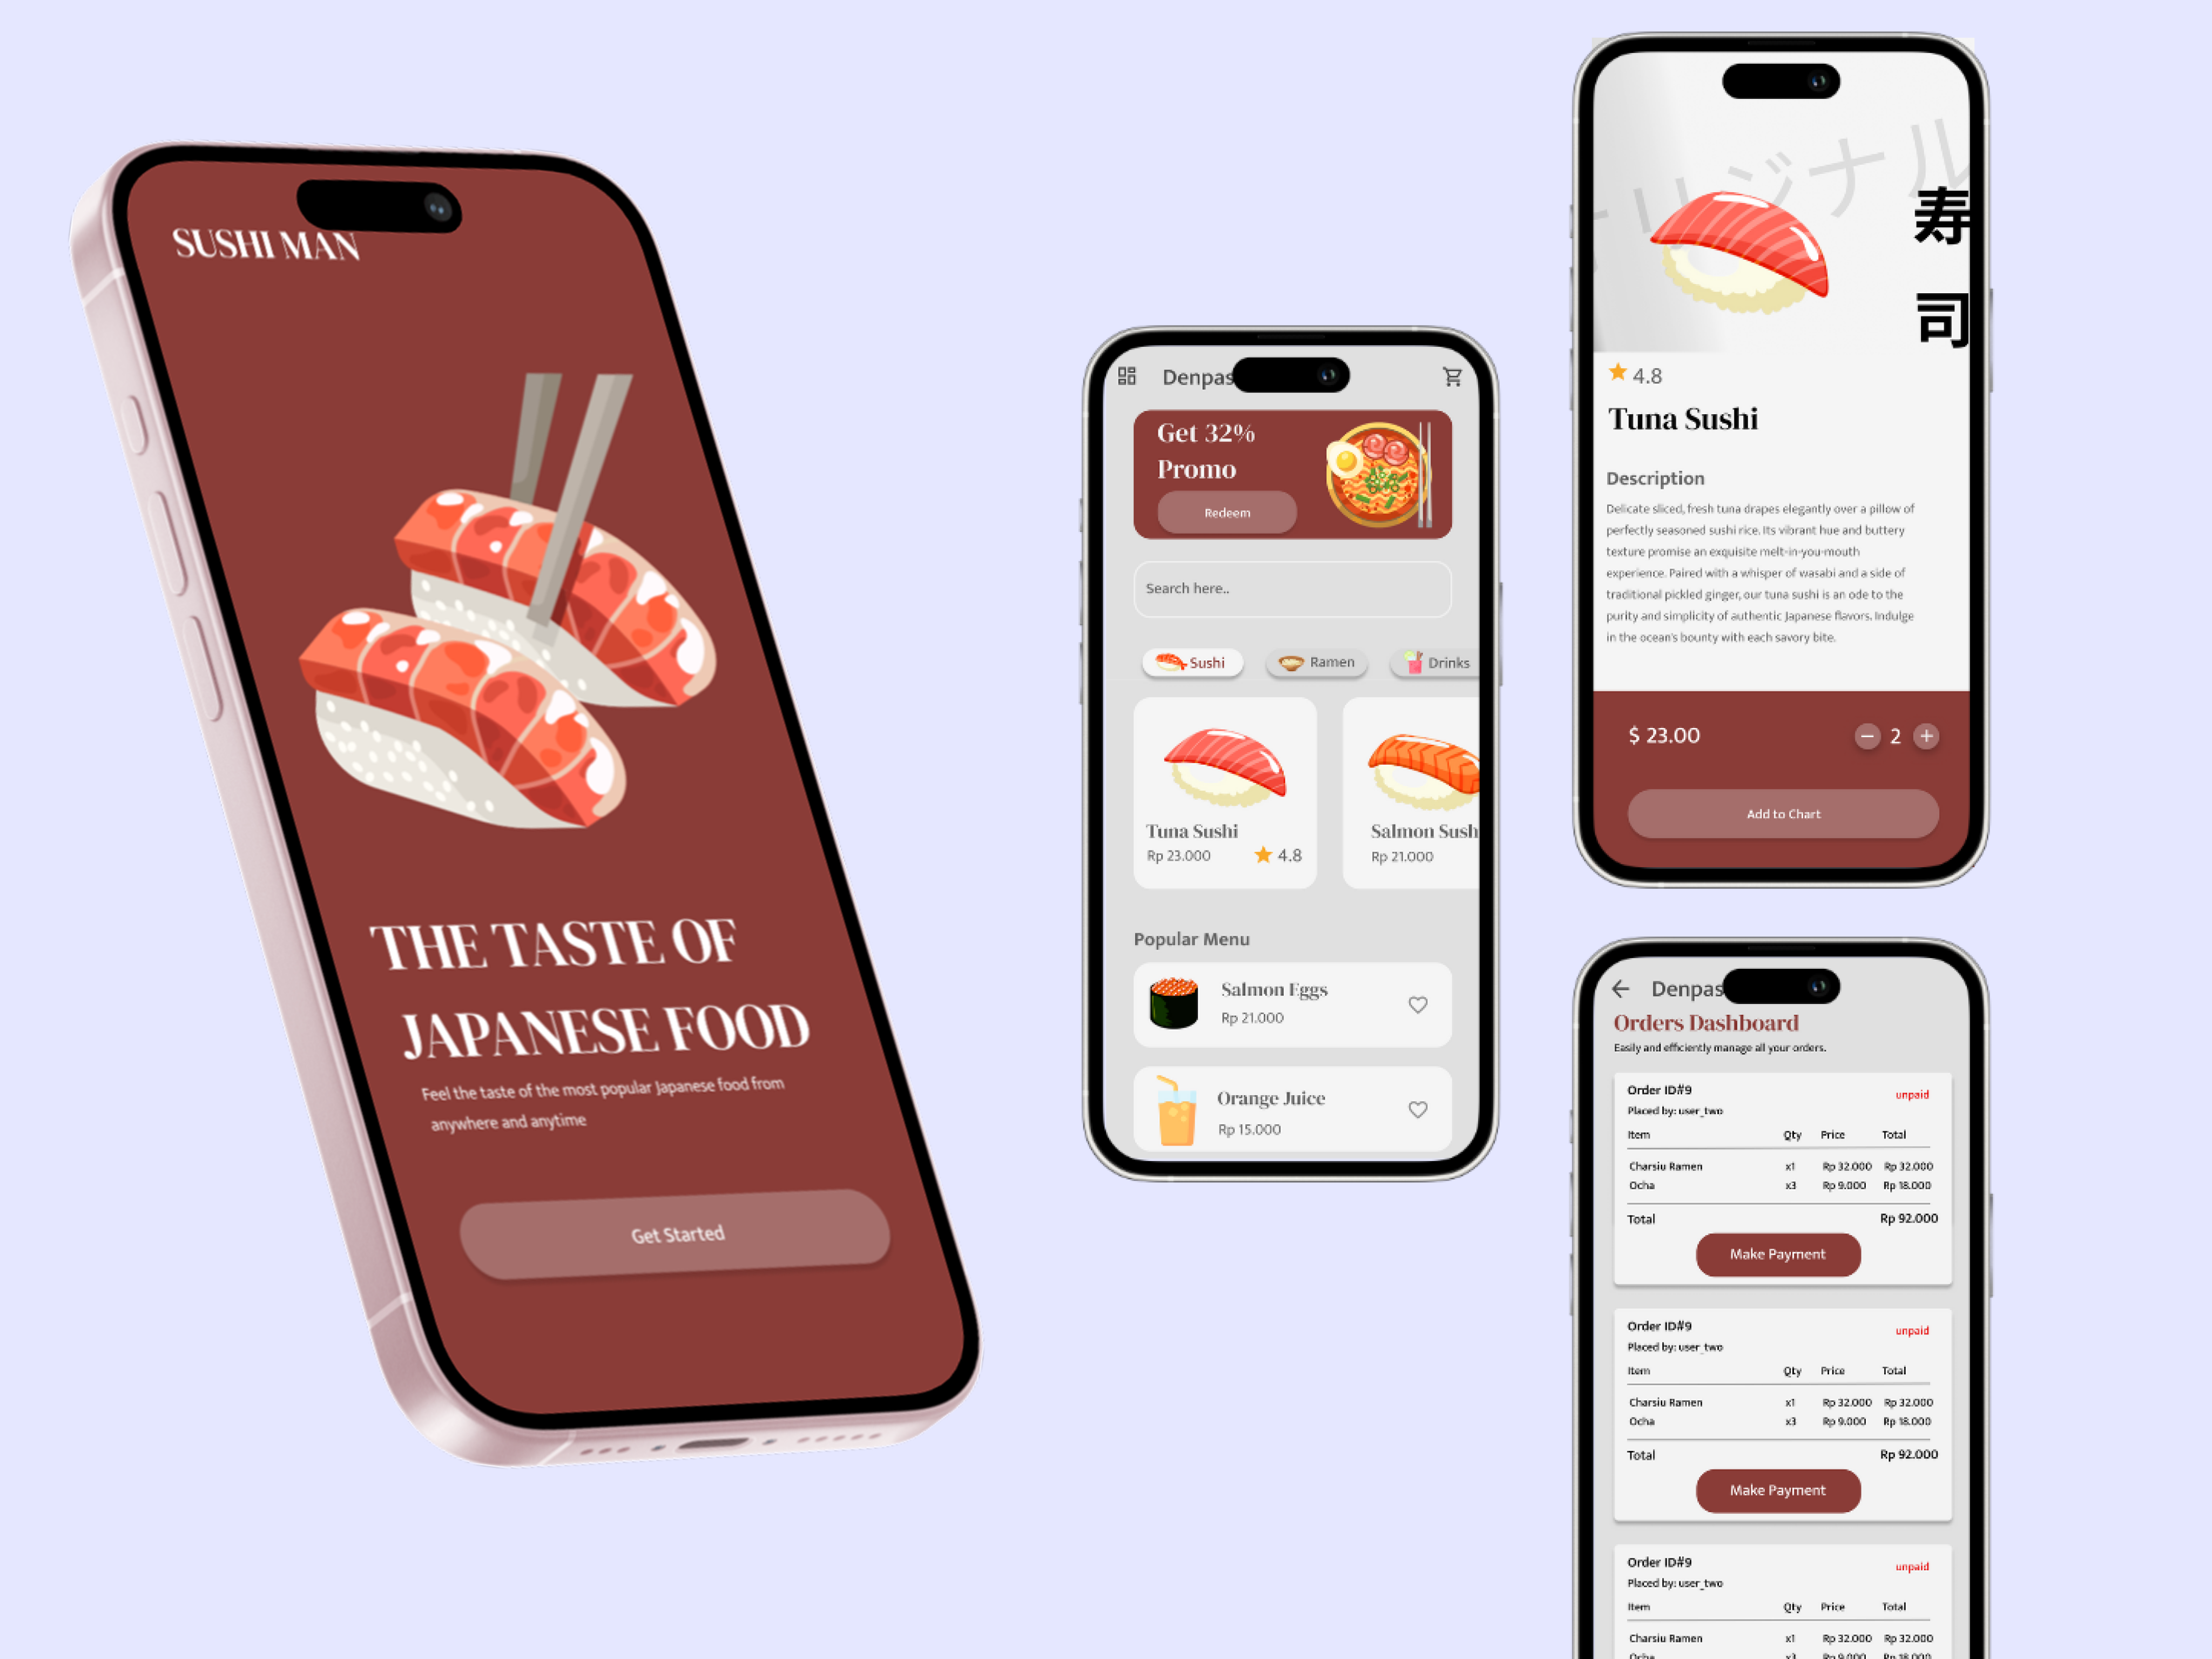 SUSHI MAN
THE TASTE OF
JAPANESE FOOD
Feel the taste of the most popular Japanese food from
anywhere and anytime
Get Started
Denpas
Get 32%
Promo
Redeem
Search here..
Sushi
Ramen
Drinks
Tuna Sushi
Rp 23.000
4.8
Salmon Sush
Rp 21.000
Popular Menu
Salmon Eggs
Rp 21.000
Orange Juice
Rp 15.000
リジナル
寿
司
4.8
Tuna Sushi
Description
Delicate sliced, fresh tuna drapes elegantly over a pillow of
perfectly seasoned sushi rice. Its vibrant hue and buttery
texture promise an exquisite melt-in-you-mouth
experience. Paired with a whisper of wasabi and a side of
traditional pickled ginger, our tuna sushi is an ode to the
purity and simplicity of authentic Japanese flavors. Indulge
in the ocean's bounty with each savory bite.
$ 23.00
2
Add to Chart
Denpas
Orders Dashboard
Easily and efficiently manage all your orders.
Order ID#9
unpaid
Placed by: user_two
Item Qty Price Total
Charsiu Ramen x1 Rp 32.000 Rp 32.000
Ocha x3 Rp 9.000 Rp 18.000
Total Rp 92.000
Make Payment
Order ID#9
unpaid
Placed by: user_two
Item Qty Price Total
Charsiu Ramen x1 Rp 32.000 Rp 32.000
Ocha x3 Rp 9.000 Rp 18.000
Total Rp 92.000
Make Payment
Order ID#9
unpaid
Placed by: user_two
Item Qty Price Total
Charsiu Ramen x1 Rp 32.000 Rp 32.000
Ocha x3 Rp 9.000 Rp 18.000